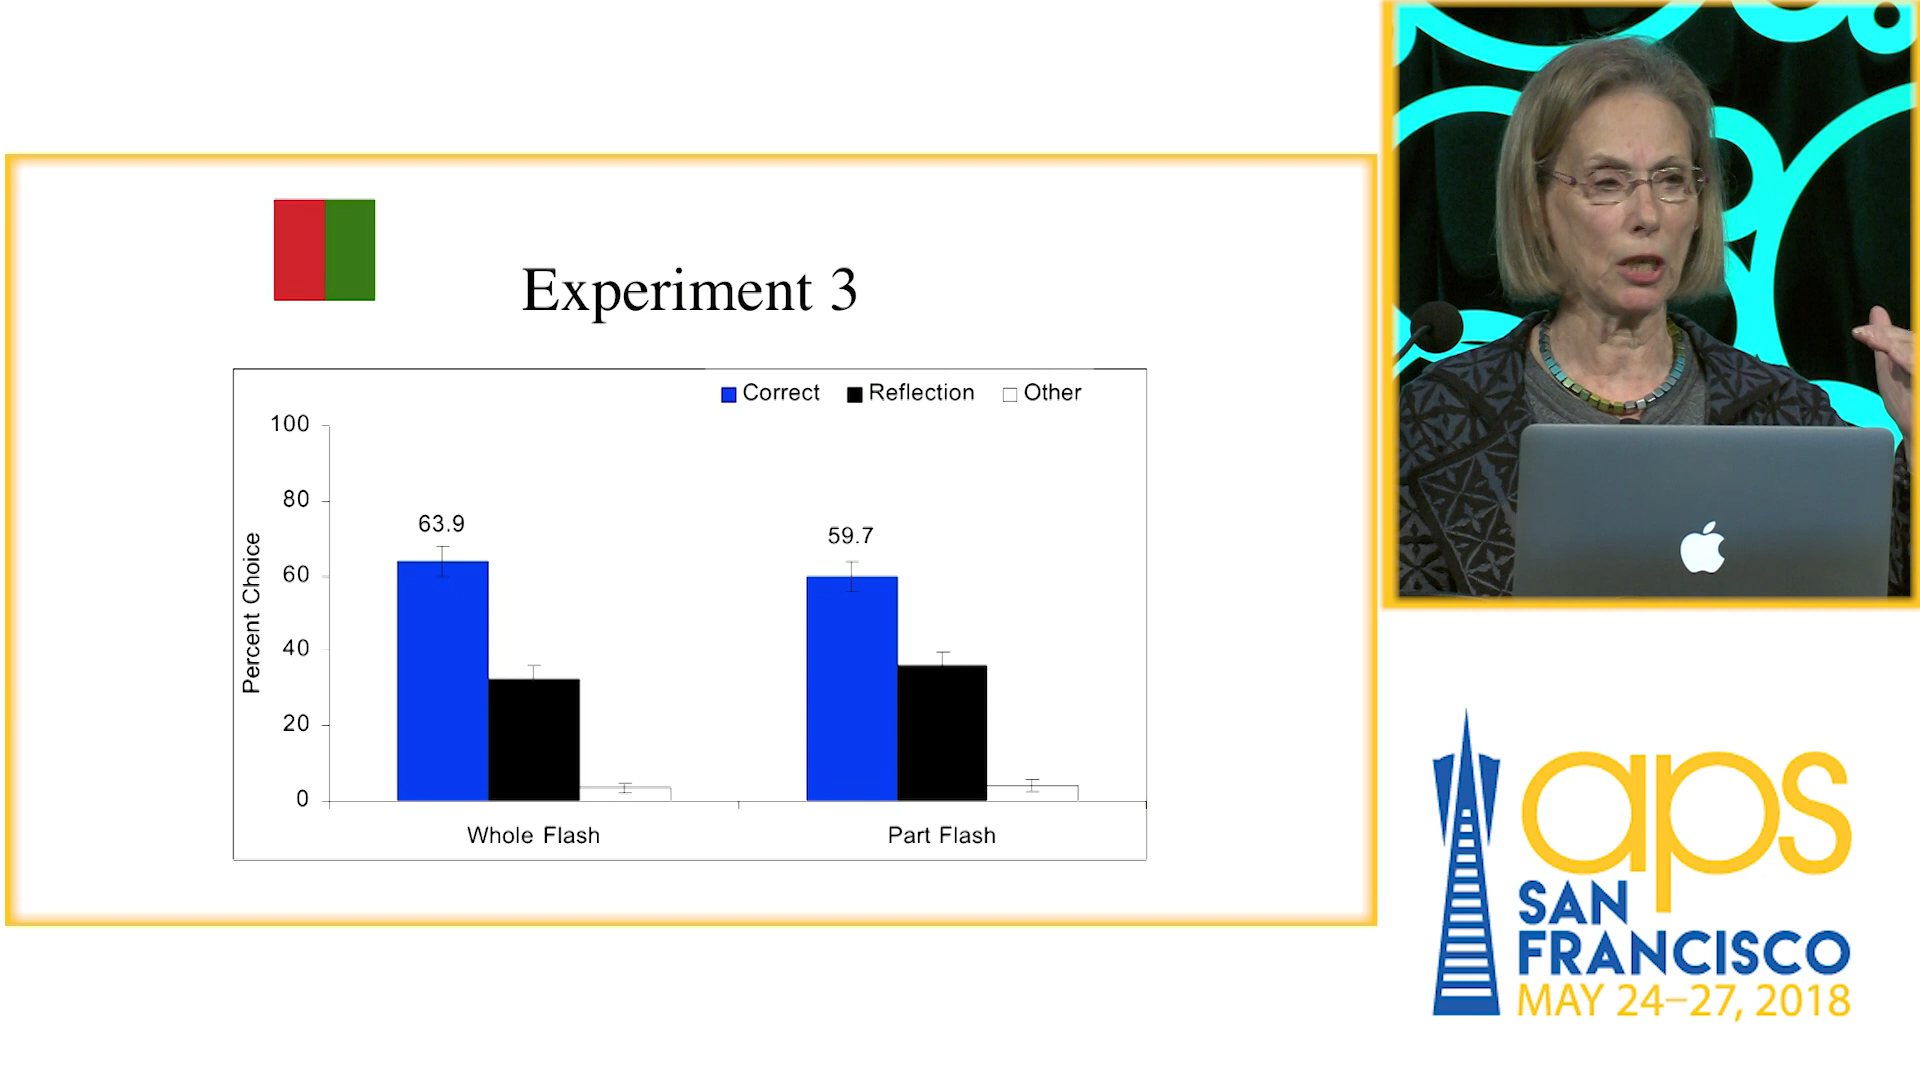 Experiment 3
Correct
Reflection
Other
100
80
60
40
20
0
Percent Choice
63.9
59.7
Whole Flash
Part Flash
aps
SAN
FRANCISCO
MAY 24–27, 2018